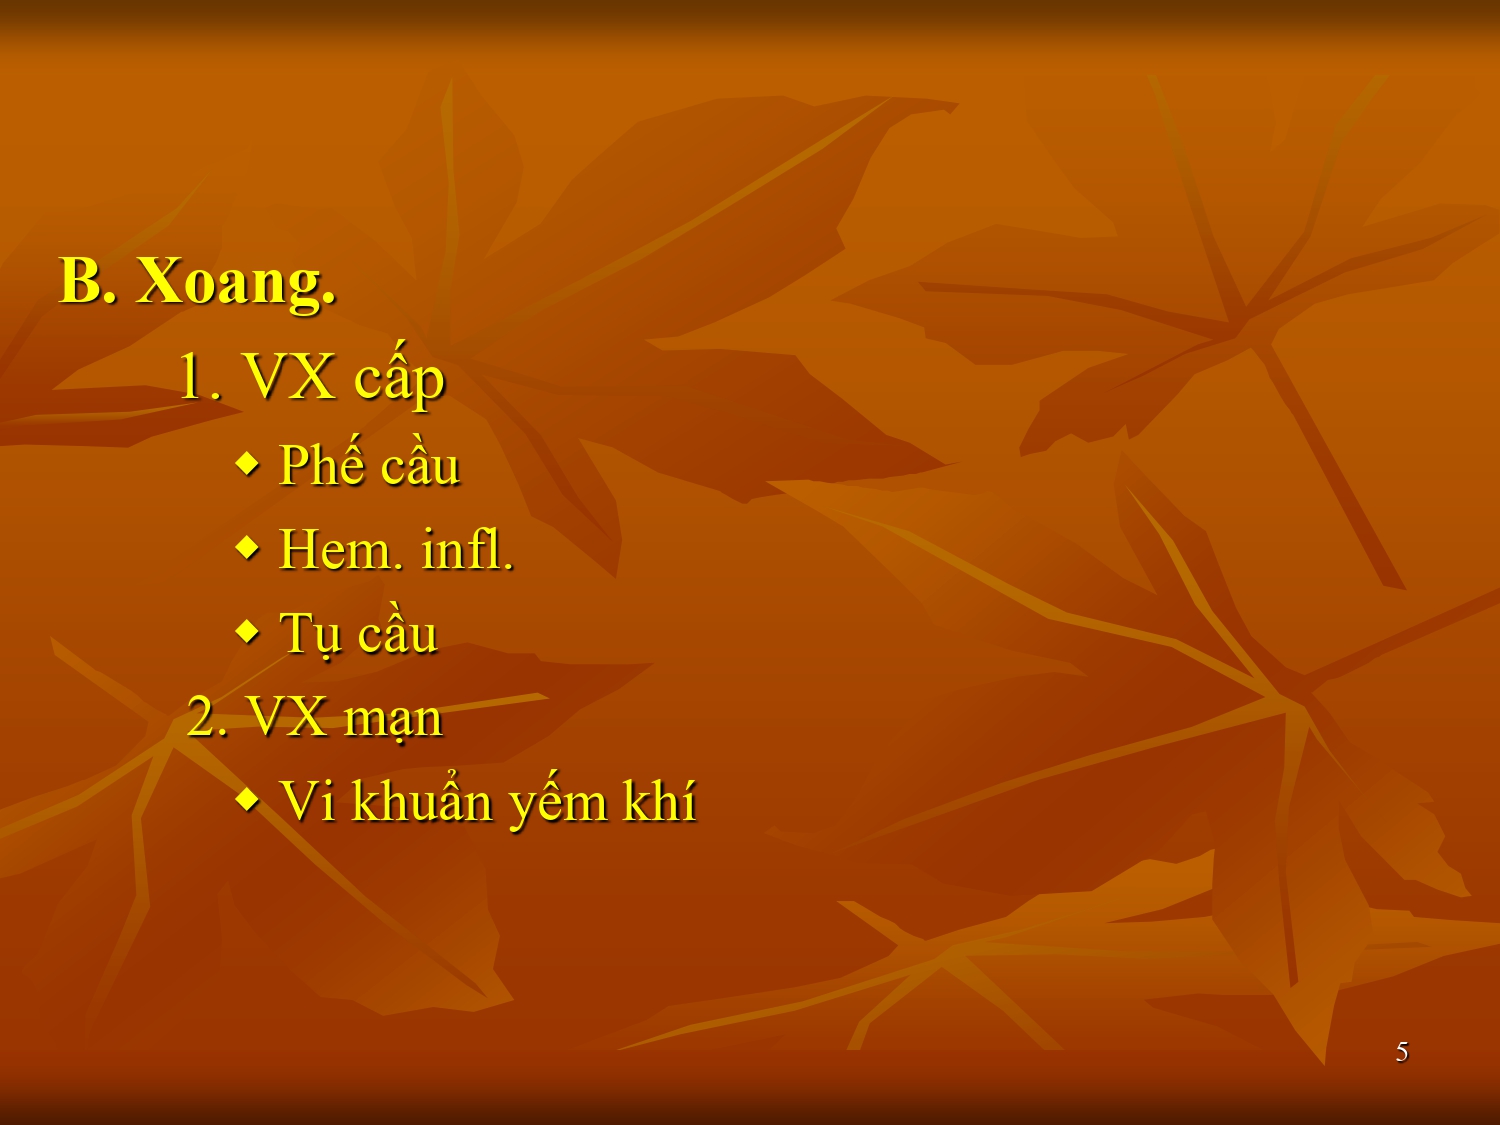 B. Xoang.
1. VX cấp
◆ Phế cầu
◆ Hem. infl.
◆ Tụ cầu
2. VX mạn
◆ Vi khuẩn yếm khí
5